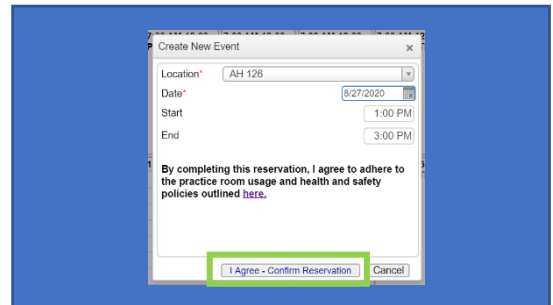 Create New Event
Location* AH 126
Date* 8/27/2020
Start 1:00 PM
End 3:00 PM
By completing this reservation, I agree to adhere to
the practice room usage and health and safety
policies outlined here.
I Agree - Confirm Reservation Cancel